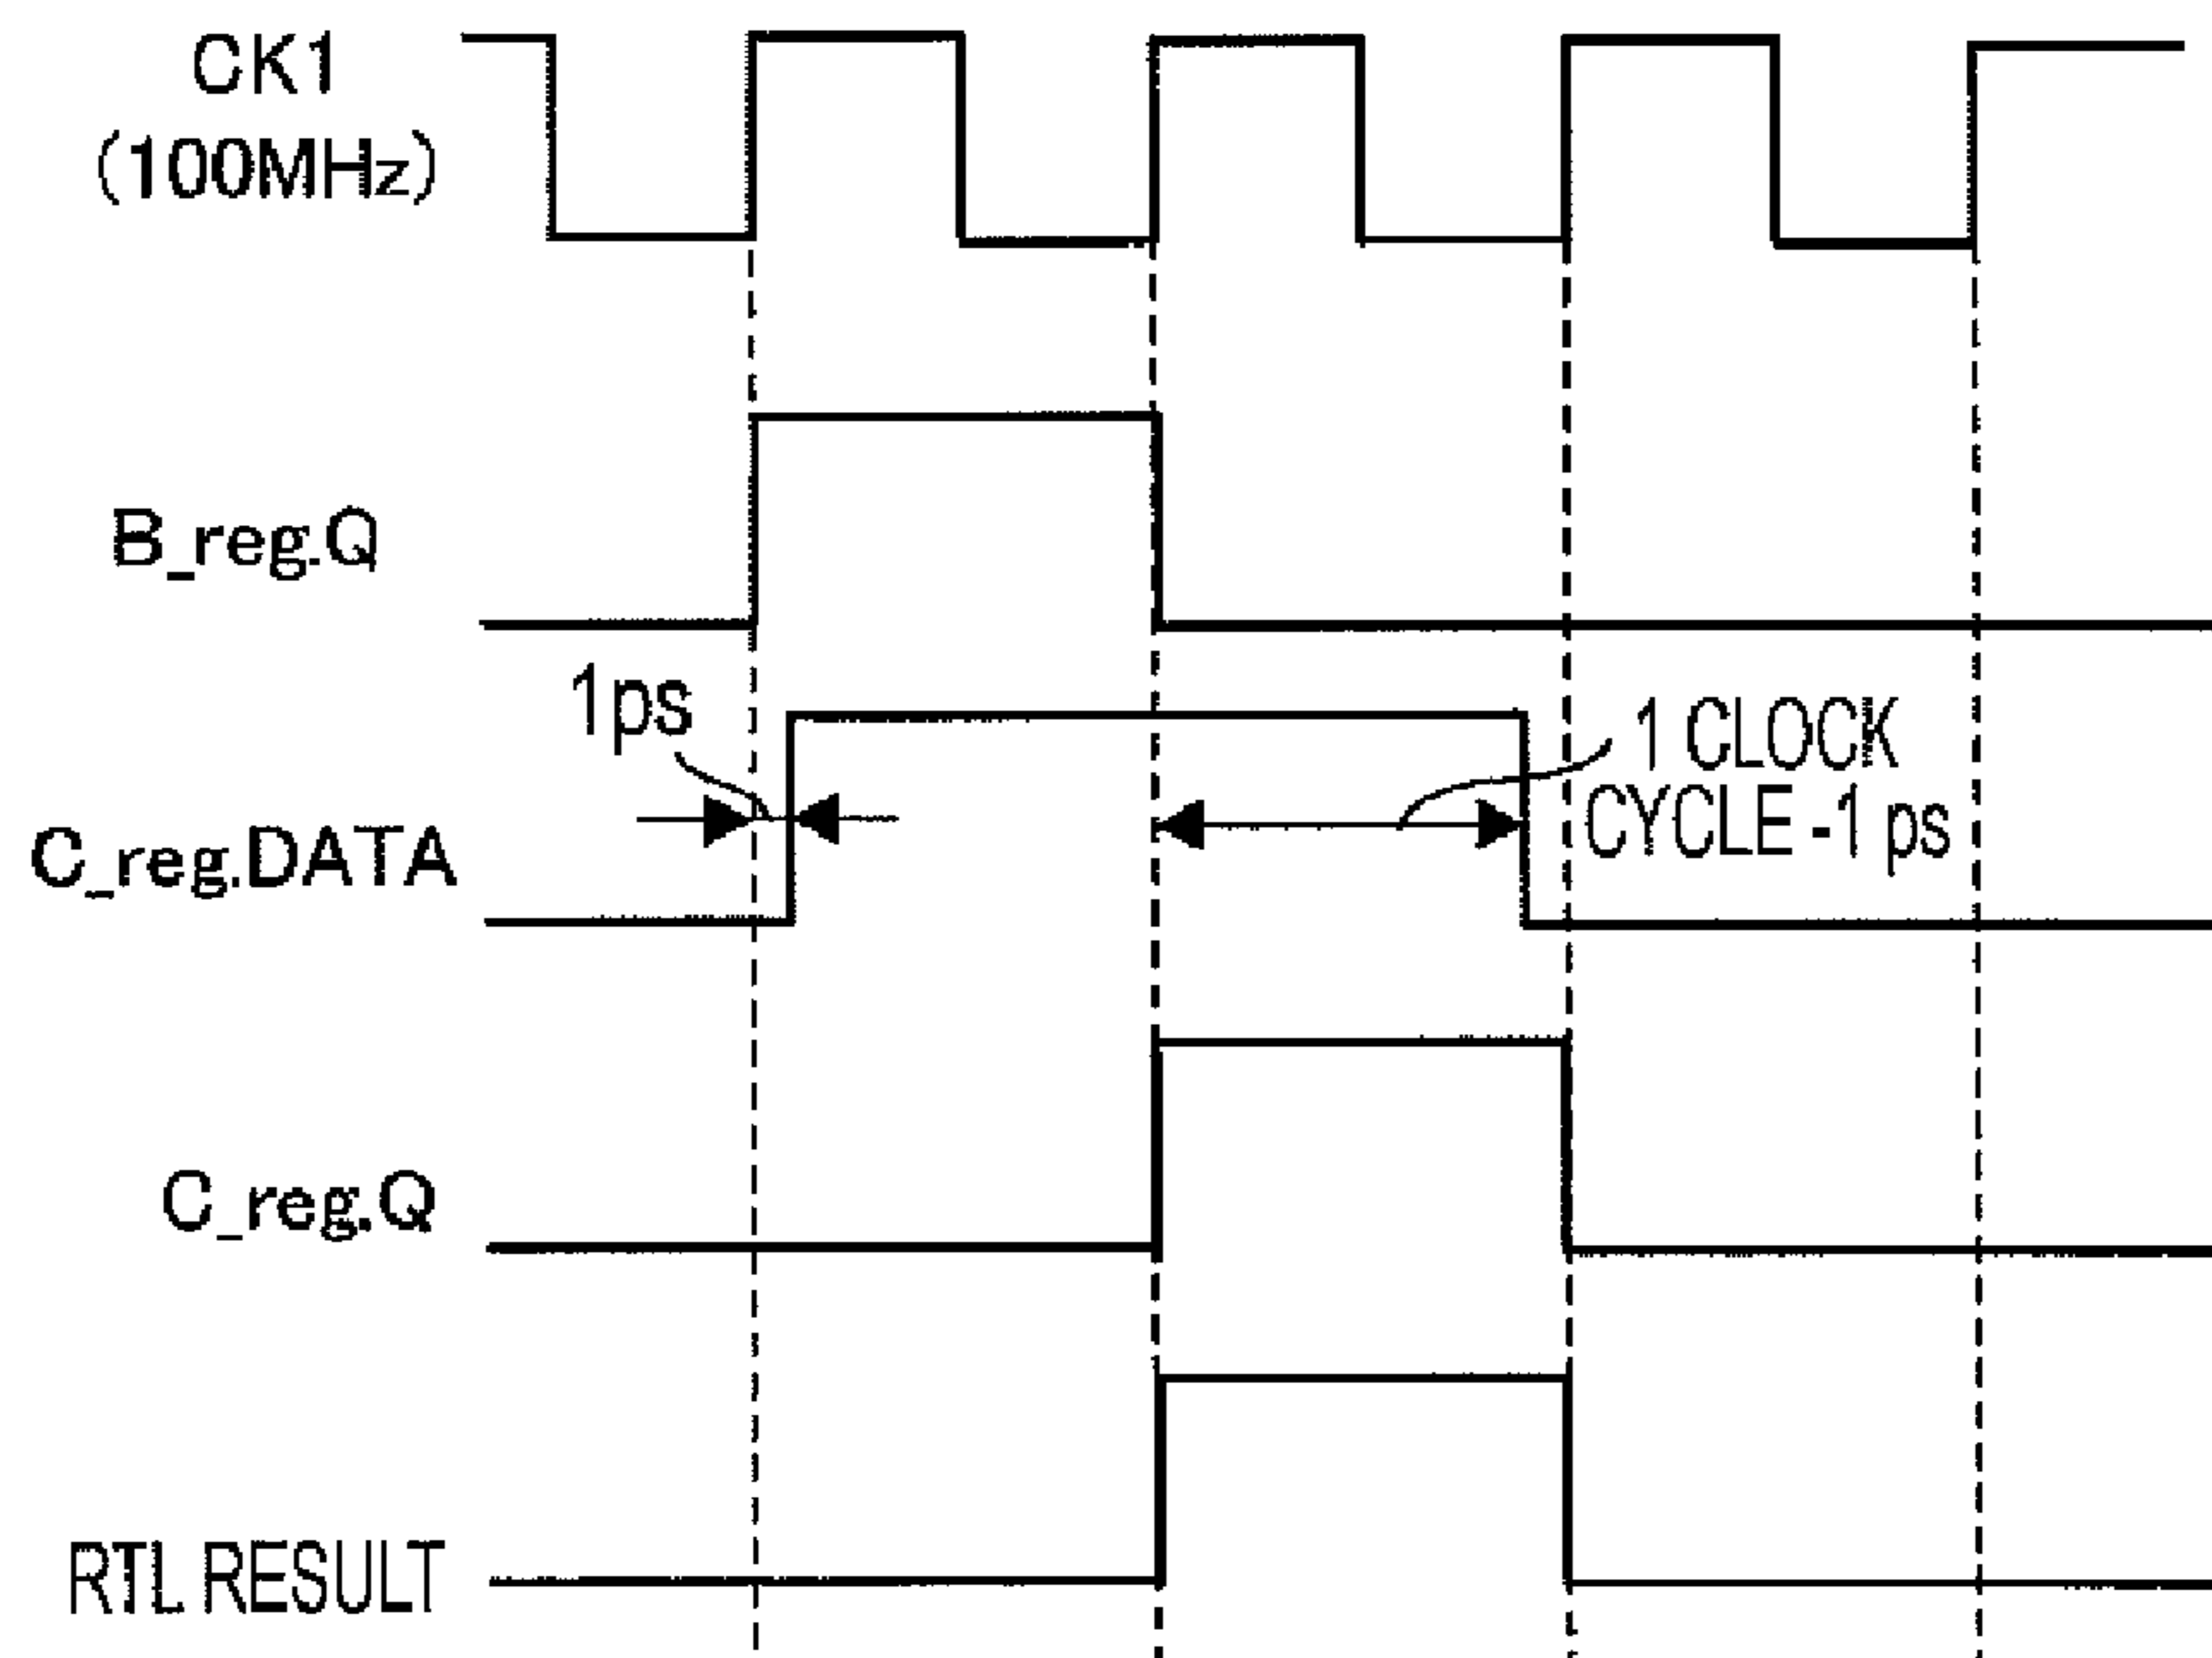 CK1
(100MHz)
B_reg.Q
1ps
1 CLOCK
CYCLE -1 ps
C_reg.DATA
C_reg.Q
RTL RESULT